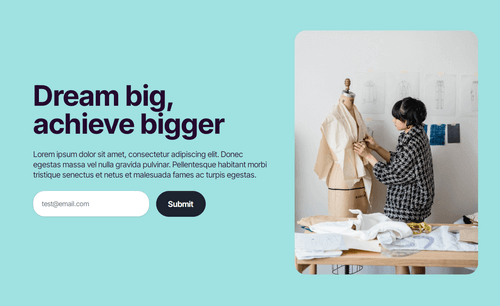 Dream big,
achieve bigger
Lorem ipsum dolor sit amet, consectetur adipiscing elit. Donec
egestas massa vel nulla gravida pulvinar. Pellentesque habitant morbi
tristique senectus et netus et malesuada fames ac turpis egestas.
test@email.com
Submit